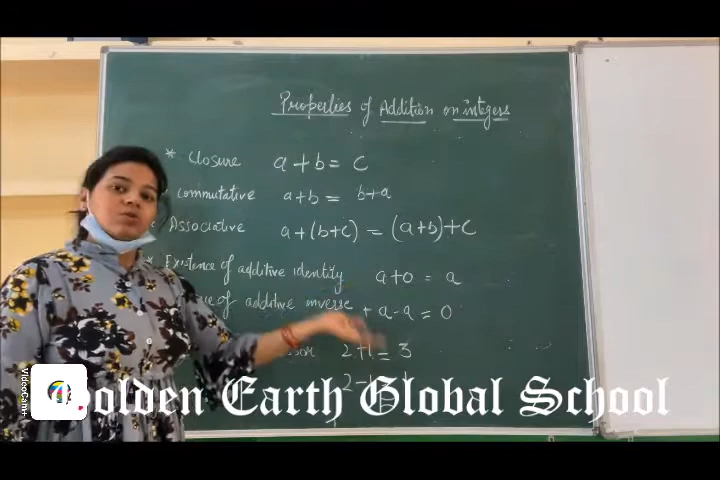 Properties of Addition on integers
* Closure a+b= C
Commutative a+b = b+a
Associative a+(b+c) = (a+b)+c
Existence of additive identity a+0 = a
of additive inverse + a-a = 0
2+1 = 3
Golden Earth Global School
VidooCam+